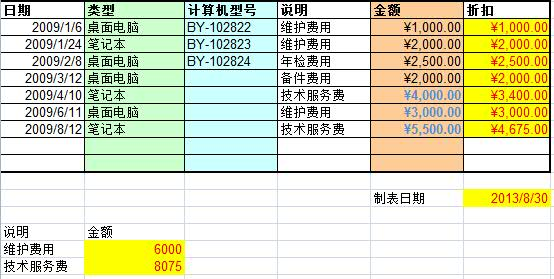 日期 类型 计算机型号 说明 金额 折扣
2009/1/6 桌面电脑 BY-102822 维护费用 ¥1,000.00 ¥1,000.00
2009/1/24 笔记本 BY-102823 维护费用 ¥2,000.00 ¥2,000.00
2009/2/8 桌面电脑 BY-102824 年检费用 ¥2,500.00 ¥2,500.00
2009/3/12 桌面电脑 备件费用 ¥2,000.00 ¥2,000.00
2009/4/10 笔记本 技术服务费 ¥4,000.00 ¥3,400.00
2009/6/11 桌面电脑 维护费用 ¥3,000.00 ¥3,000.00
2009/8/12 笔记本 技术服务费 ¥5,500.00 ¥4,675.00
制表日期 2013/8/30
说明 金额
维护费用 6000
技术服务费 8075